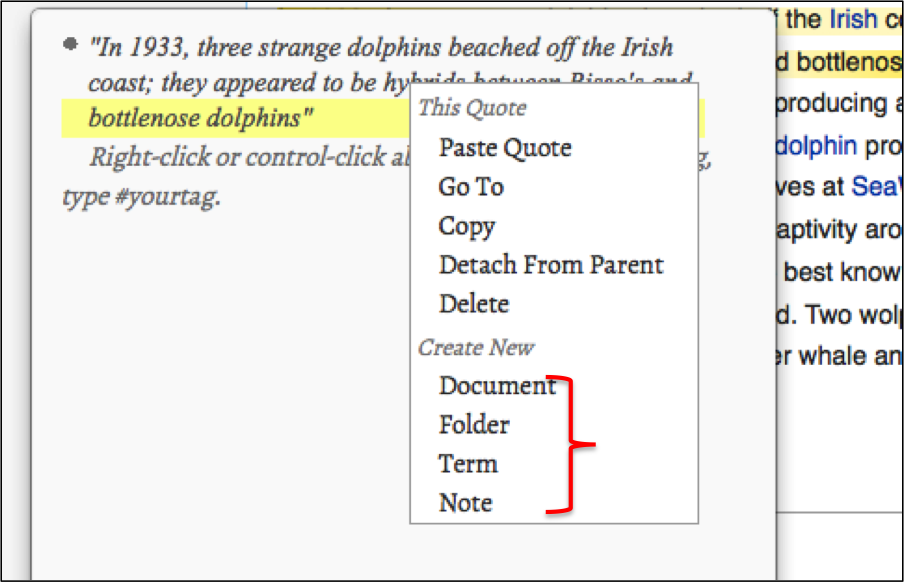 "In 1933, three strange dolphins beached off the Irish
coast; they appeared to be hybrids between Risso's and
bottlenose dolphins"
Right-click or control-click
type #yourtag.
This Quote
Paste Quote
Go To
Copy
Detach From Parent
Delete
Create New
Document
Folder
Term
Note
the Irish
bottlenos
producing a
dolphin pro
ves at Sea
aptivity aro
best know
d. Two wol
er whale an